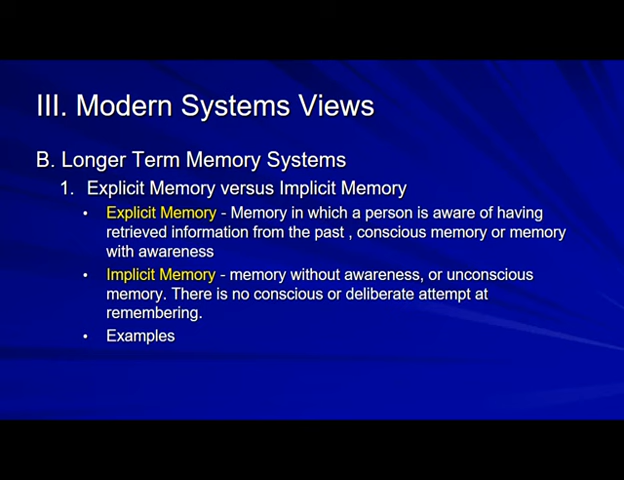 III. Modern Systems Views
B. Longer Term Memory Systems
1. Explicit Memory versus Implicit Memory
• Explicit Memory - Memory in which a person is aware of having
retrieved information from the past , conscious memory or memory
with awareness
• Implicit Memory - memory without awareness, or unconscious
memory. There is no conscious or deliberate attempt at
remembering.
• Examples